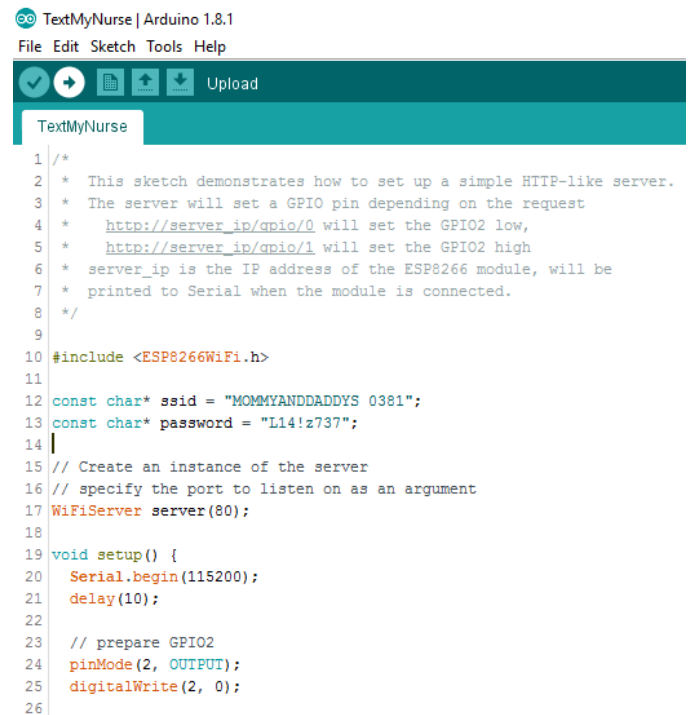 TextMyNurse | Arduino 1.8.1
File Edit Sketch Tools Help
Upload
TextMyNurse
1 /*
2 *  This sketch demonstrates how to set up a simple HTTP-like server.
3 *  The server will set a GPIO pin depending on the request
4 *    http://server_ip/gpio/0 will set the GPIO2 low,
5 *    http://server_ip/gpio/1 will set the GPIO2 high
6 *  server_ip is the IP address of the ESP8266 module, will be
7 *  printed to Serial when the module is connected.
8 */
9
10 #include <ESP8266WiFi.h>
11
12 const char* ssid = "MOMMYANDDADDYS 0381";
13 const char* password = "L14!z737";
14
15 // Create an instance of the server
16 // specify the port to listen on as an argument
17 WiFiServer server(80);
18
19 void setup() {
20   Serial.begin(115200);
21   delay(10);
22
23   // prepare GPIO2
24   pinMode(2, OUTPUT);
25   digitalWrite(2, 0);
26